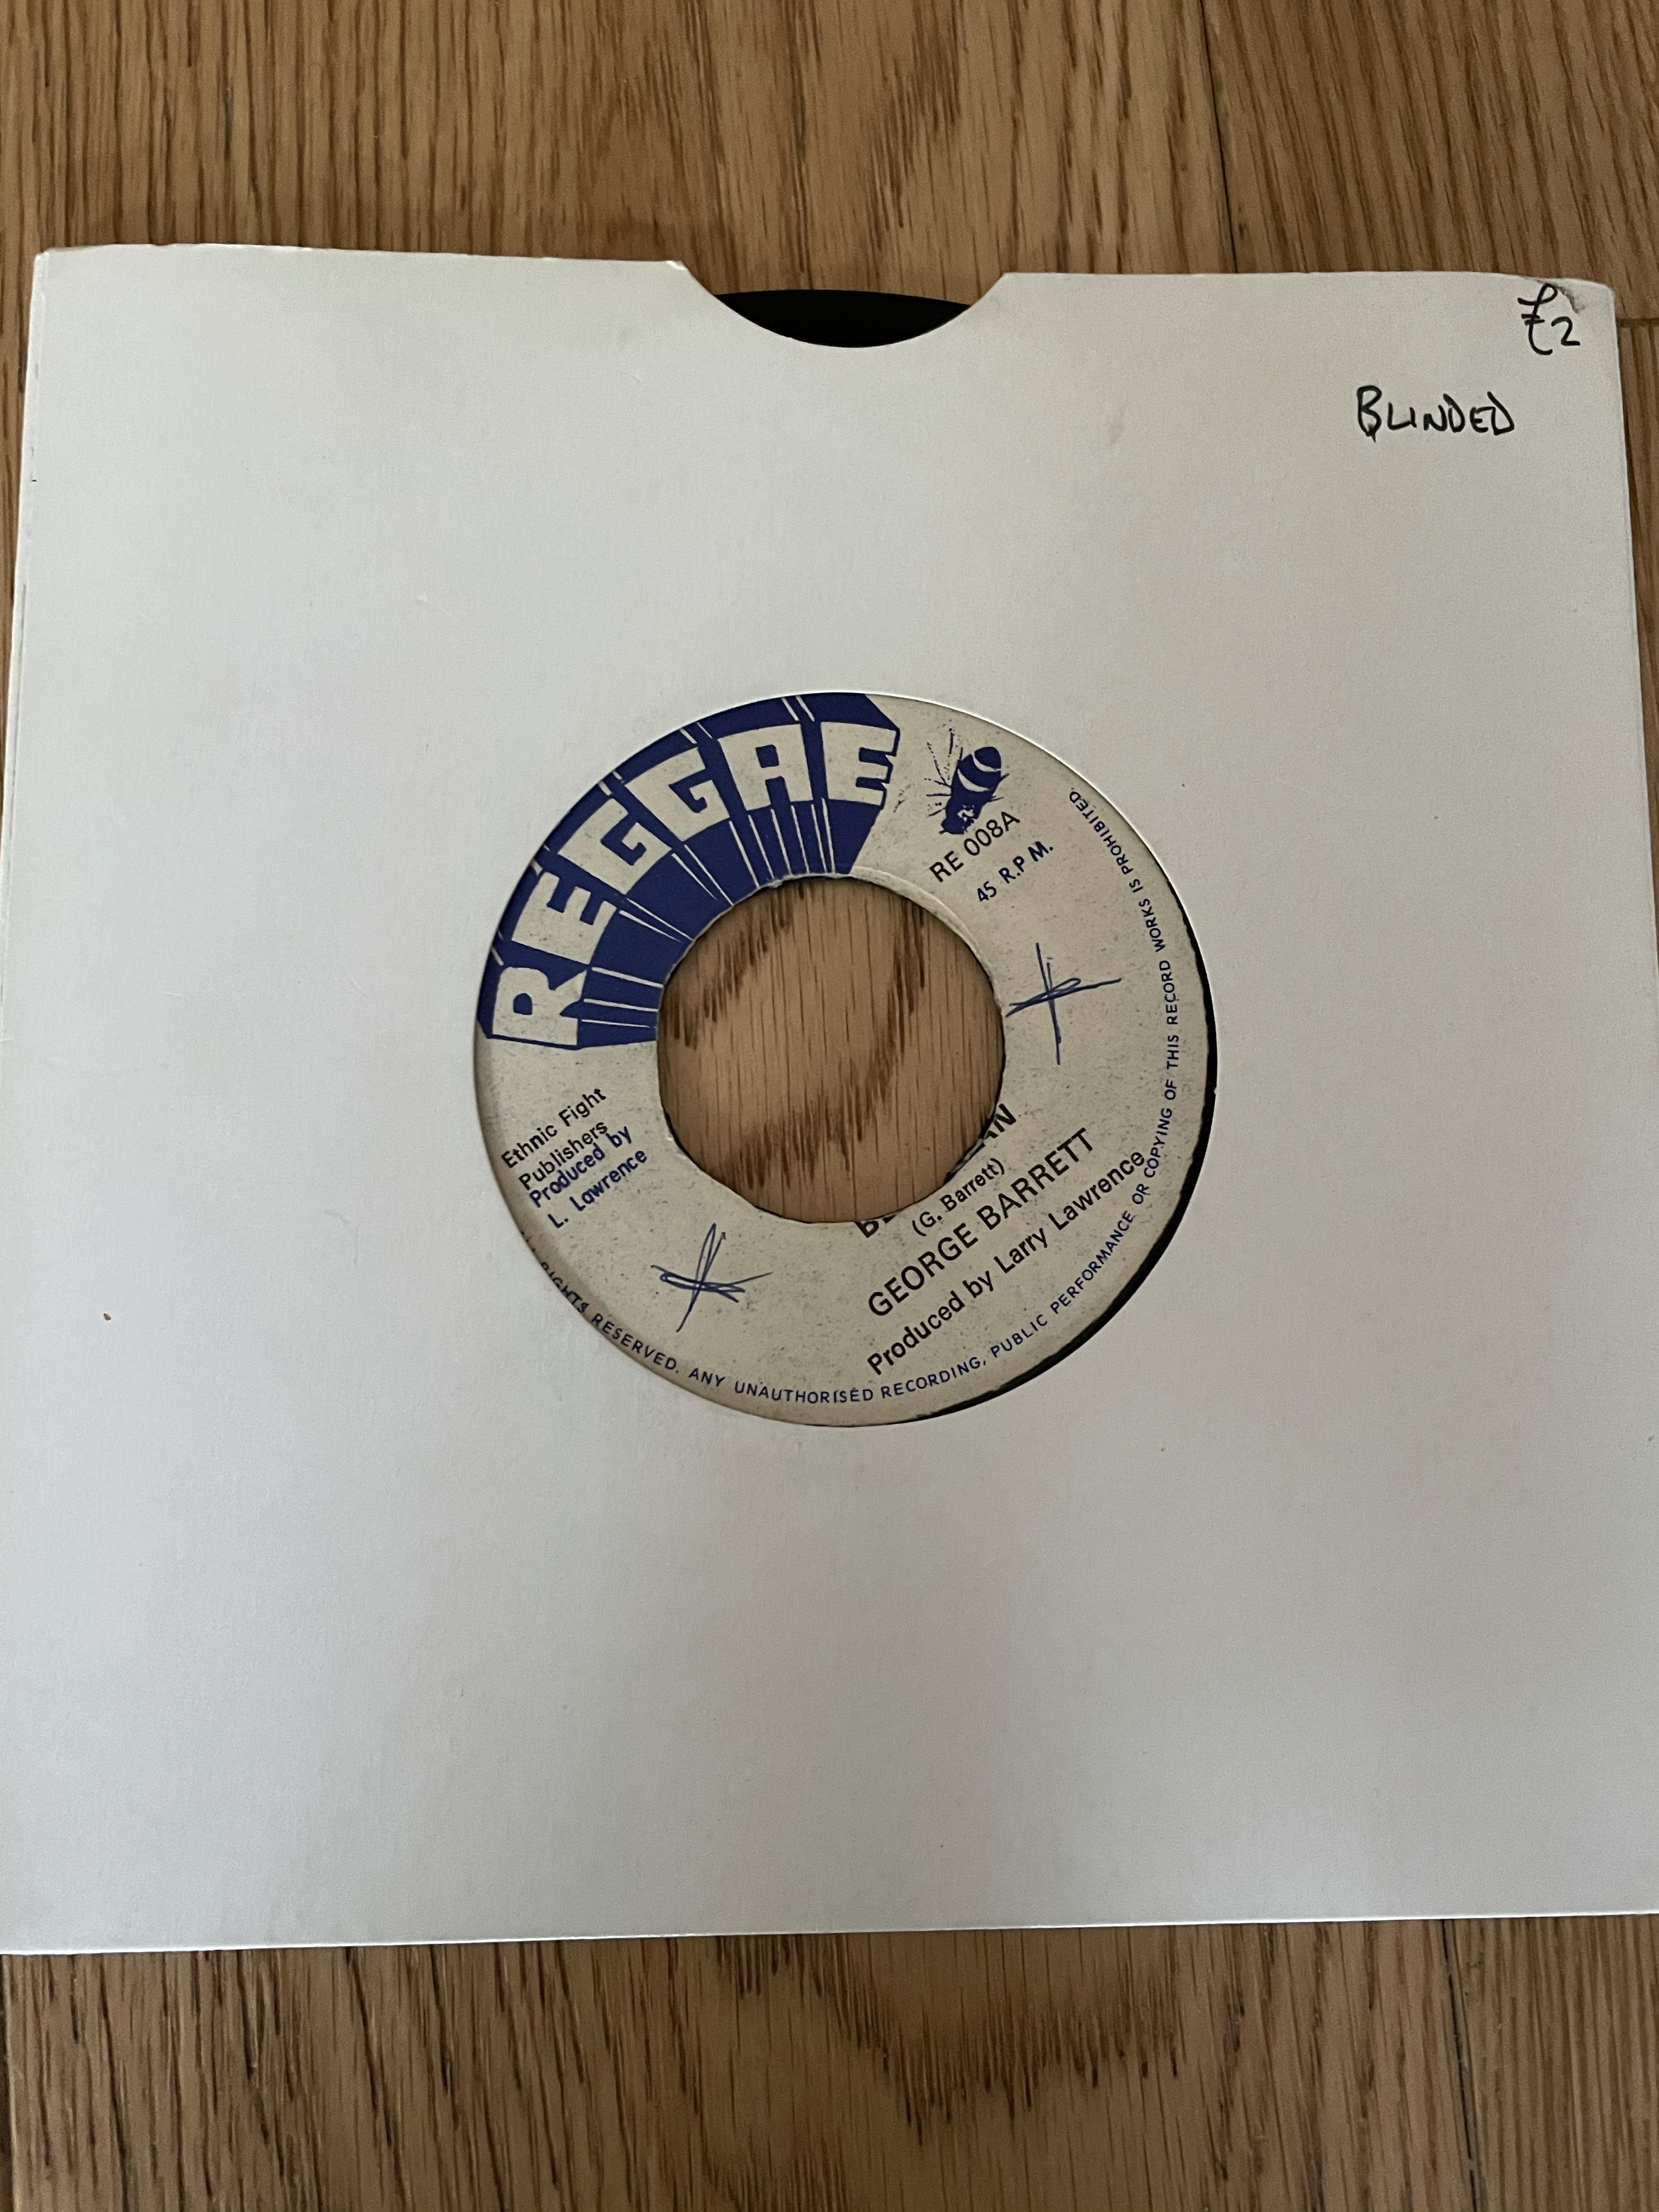 £2
BLINDED
REGGAE
RE 008A
45 R.P M.
Ethnic Fight
Publishers
Produced by
L. Lawrence
(G. Barrett)
GEORGE BARRETT
Produced by Larry Lawrence
RIGHTS RESERVED. ANY UNAUTHORISED RECORDING, PUBLIC PERFORMANCE OR COPYING OF THIS RECORD WORKS IS PROHIBITED